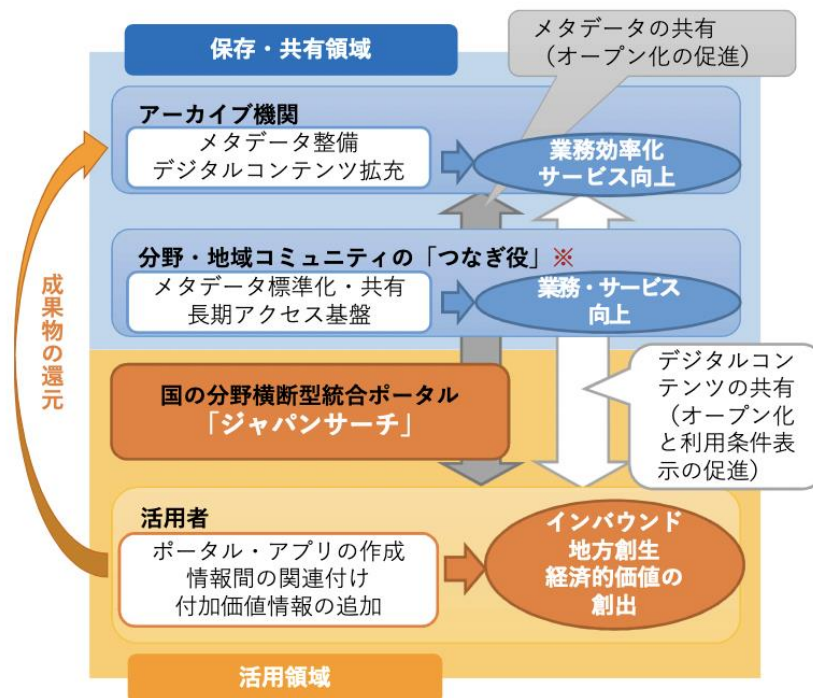 メタデータの共有
（オープン化の促進）
保存・共有領域
アーカイブ機関
メタデータ整備
デジタルコンテンツ拡充
業務効率化
サービス向上
分野・地域コミュニティの「つなぎ役」※
メタデータ標準化・共有
長期アクセス基盤
業務・サービス
向上
成果物の還元
国の分野横断型統合ポータル
「ジャパンサーチ」
デジタルコン
テンツの共有
（オープン化
と利用条件表
示の促進）
活用者
ポータル・アプリの作成
情報間の関連付け
付加価値情報の追加
インバウンド
地方創生
経済的価値の
創出
活用領域